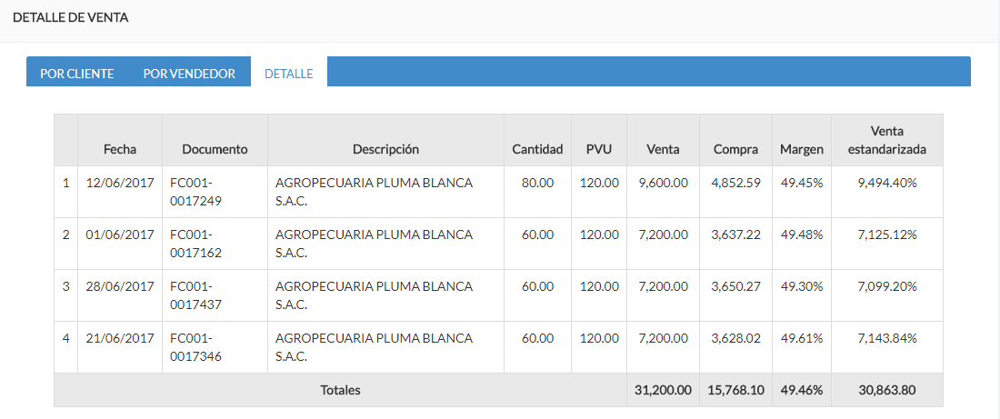 DETALLE DE VENTA
POR CLIENTE POR VENDEDOR DETALLE
Fecha Documento Descripción Cantidad PVU Venta Compra Margen Venta
estandarizada
1 12/06/2017 FC001- AGROPECUARIA PLUMA BLANCA 80.00 120.00 9,600.00 4,852.59 49.45% 9,494.40%
0017249 S.A.C.
2 01/06/2017 FC001- AGROPECUARIA PLUMA BLANCA 60.00 120.00 7,200.00 3,637.22 49.48% 7,125.12%
0017162 S.A.C.
3 28/06/2017 FC001- AGROPECUARIA PLUMA BLANCA 60.00 120.00 7,200.00 3,650.27 49.30% 7,099.20%
0017437 S.A.C.
4 21/06/2017 FC001- AGROPECUARIA PLUMA BLANCA 60.00 120.00 7,200.00 3,628.02 49.61% 7,143.84%
0017346 S.A.C.
Totales 31,200.00 15,768.10 49.46% 30,863.80